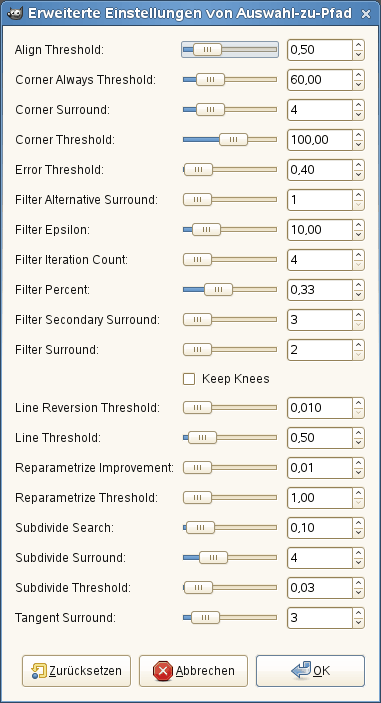 Erweiterte Einstellungen von Auswahl-zu-Pfad
Align Threshold: 0,50
Corner Always Threshold: 60,00
Corner Surround: 4
Corner Threshold: 100,00
Error Threshold: 0,40
Filter Alternative Surround: 1
Filter Epsilon: 10,00
Filter Iteration Count: 4
Filter Percent: 0,33
Filter Secondary Surround: 3
Filter Surround: 2
Keep Knees
Line Reversion Threshold: 0,010
Line Threshold: 0,50
Reparametrize Improvement: 0,01
Reparametrize Threshold: 1,00
Subdivide Search: 0,10
Subdivide Surround: 4
Subdivide Threshold: 0,03
Tangent Surround: 3
Zurücksetzen Abbrechen OK